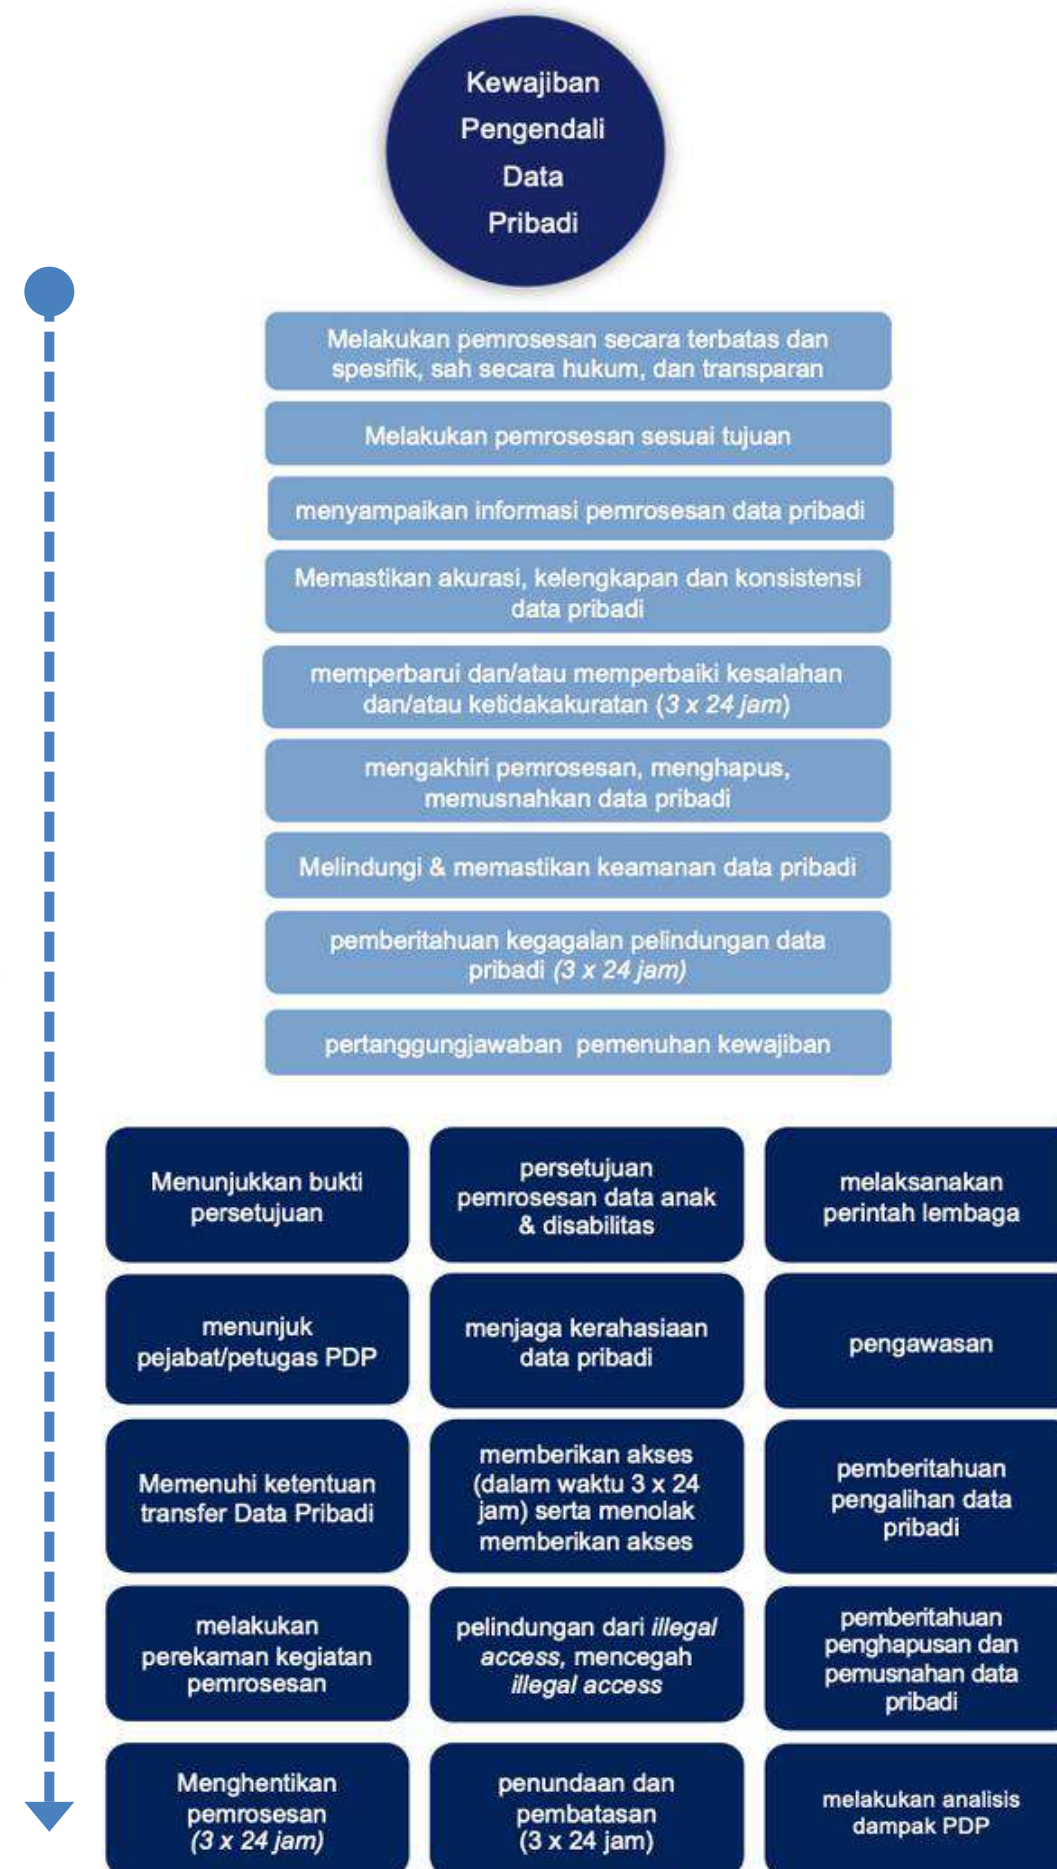 Kewajiban
Pengendali
Data
Pribadi
Melakukan pemrosesan secara terbatas dan
spesifik, sah secara hukum, dan transparan
Melakukan pemrosesan sesuai tujuan
menyampaikan informasi pemrosesan data pribadi
Memastikan akurasi, kelengkapan dan konsistensi
data pribadi
memperbarui dan/atau memperbaiki kesalahan
dan/atau ketidakakuratan (3 x 24 jam)
mengakhiri pemrosesan, menghapus,
memusnahkan data pribadi
Melindungi & memastikan keamanan data pribadi
pemberitahuan kegagalan pelindungan data
pribadi (3 x 24 jam)
pertanggungjawaban  pemenuhan kewajiban
Menunjukkan bukti
persetujuan
persetujuan
pemrosesan data anak
& disabilitas
melaksanakan
perintah lembaga
menunjuk
pejabat/petugas PDP
menjaga kerahasiaan
data pribadi
pengawasan
Memenuhi ketentuan
transfer Data Pribadi
memberikan akses
(dalam waktu 3 x 24
jam) serta menolak
memberikan akses
pemberitahuan
pengalihan data
pribadi
melakukan
perekaman kegiatan
pemrosesan
pelindungan dari illegal
access, mencegah
illegal access
pemberitahuan
penghapusan dan
pemusnahan data
pribadi
Menghentikan
pemrosesan
(3 x 24 jam)
penundaan dan
pembatasan
(3 x 24 jam)
melakukan analisis
dampak PDP